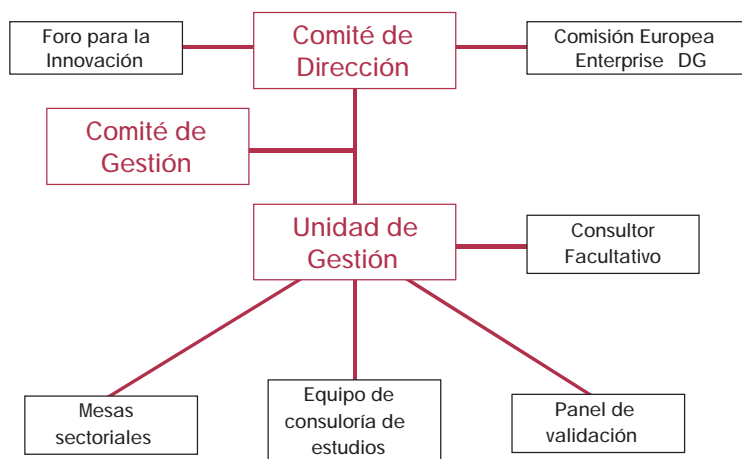 Foro para la
Innovación
Comité de
Dirección
Comisión Europea
Enterprise DG
Comité de
Gestión
Unidad de
Gestión
Consultor
Facultativo
Mesas
sectoriales
Equipo de
consuloría de
estudios
Panel de
validación